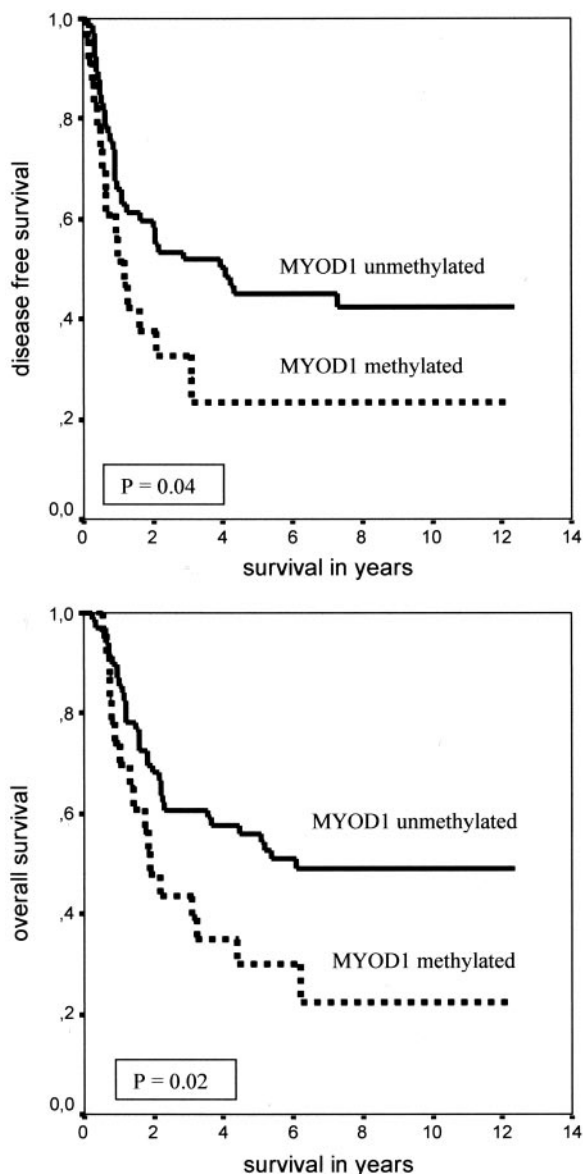 1,0
,8
,6
,4
,2
0,0
disease free survival
MYOD1 unmethylated
MYOD1 methylated
P = 0.04
0 2 4 6 8 10 12 14
survival in years
1,0
,8
,6
,4
,2
0,0
overall survival
MYOD1 unmethylated
MYOD1 methylated
P = 0.02
0 2 4 6 8 10 12 14
survival in years